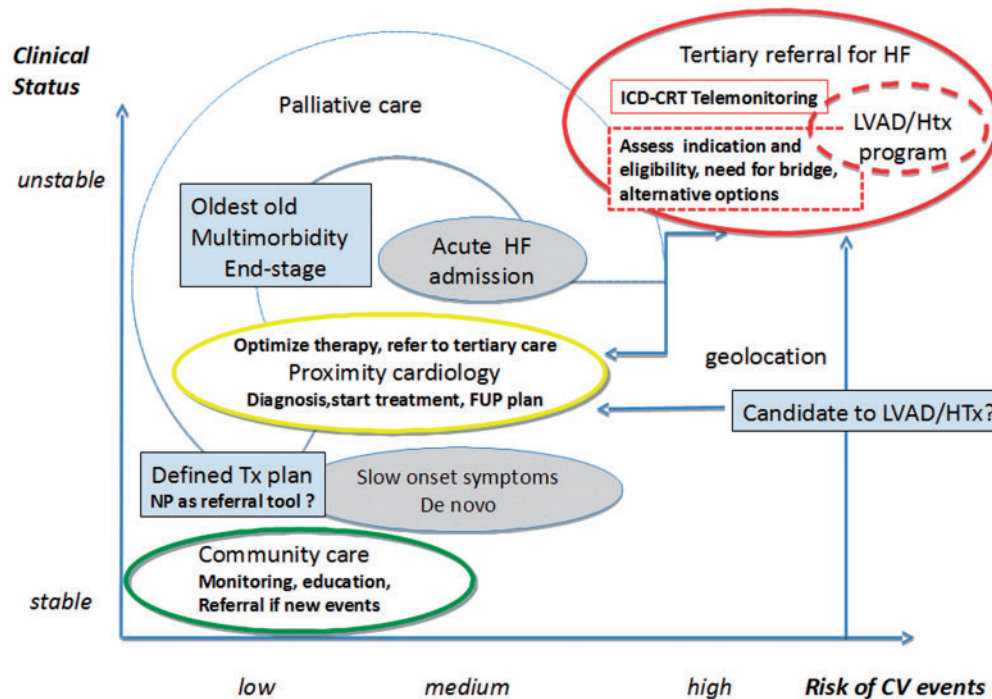 Clinical
Status
unstable
stable
Palliative care
Tertiary referral for HF
ICD-CRT Telemonitoring
LVAD/Htx
program
Assess indication and
eligibility, need for bridge,
alternative options
Oldest old
Multimorbidity
End-stage
Acute HF
admission
Optimize therapy, refer to tertiary care
Proximity cardiology
Diagnosis,start treatment, FUP plan
geolocation
Candidate to LVAD/HTx?
Defined Tx plan
NP as referral tool ?
Slow onset symptoms
De novo
Community care
Monitoring, education,
Referral if new events
low
medium
high
Risk of CV events